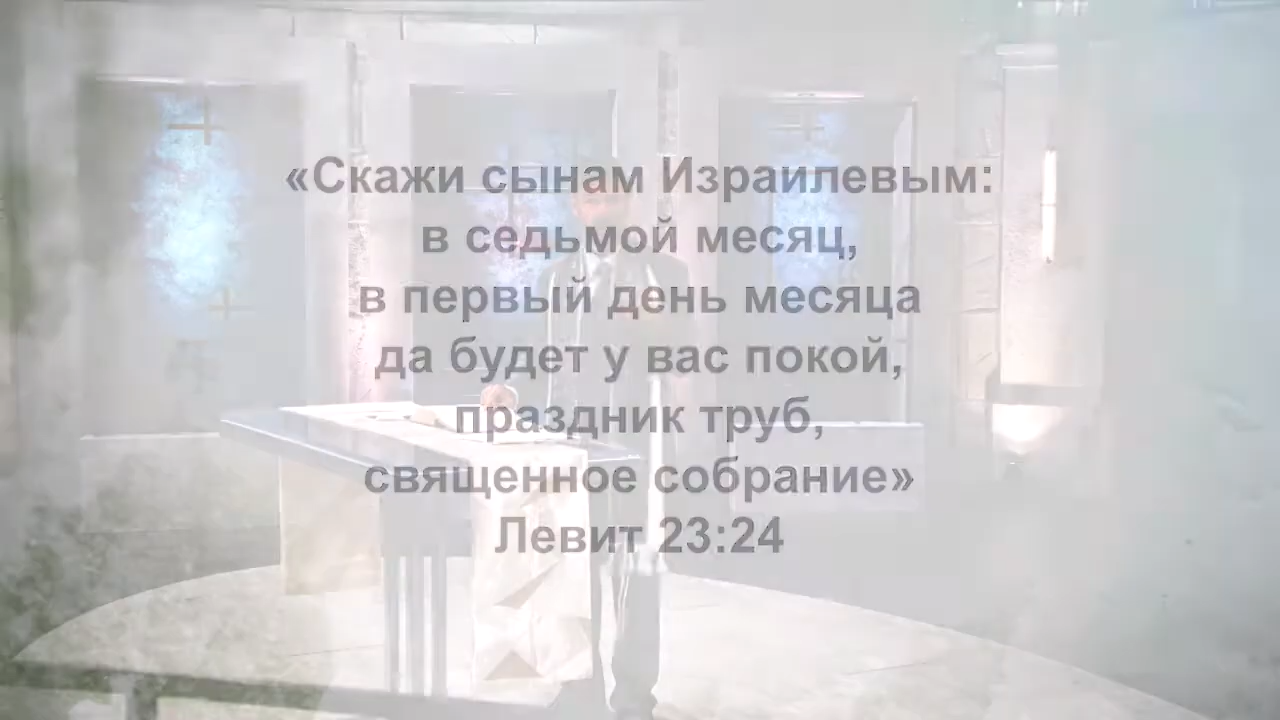 «Скажи сынам Израилевым:
в седьмой месяц,
в первый день месяца
да будет у вас покой,
праздник труб,
священное собрание»
Левит 23:24